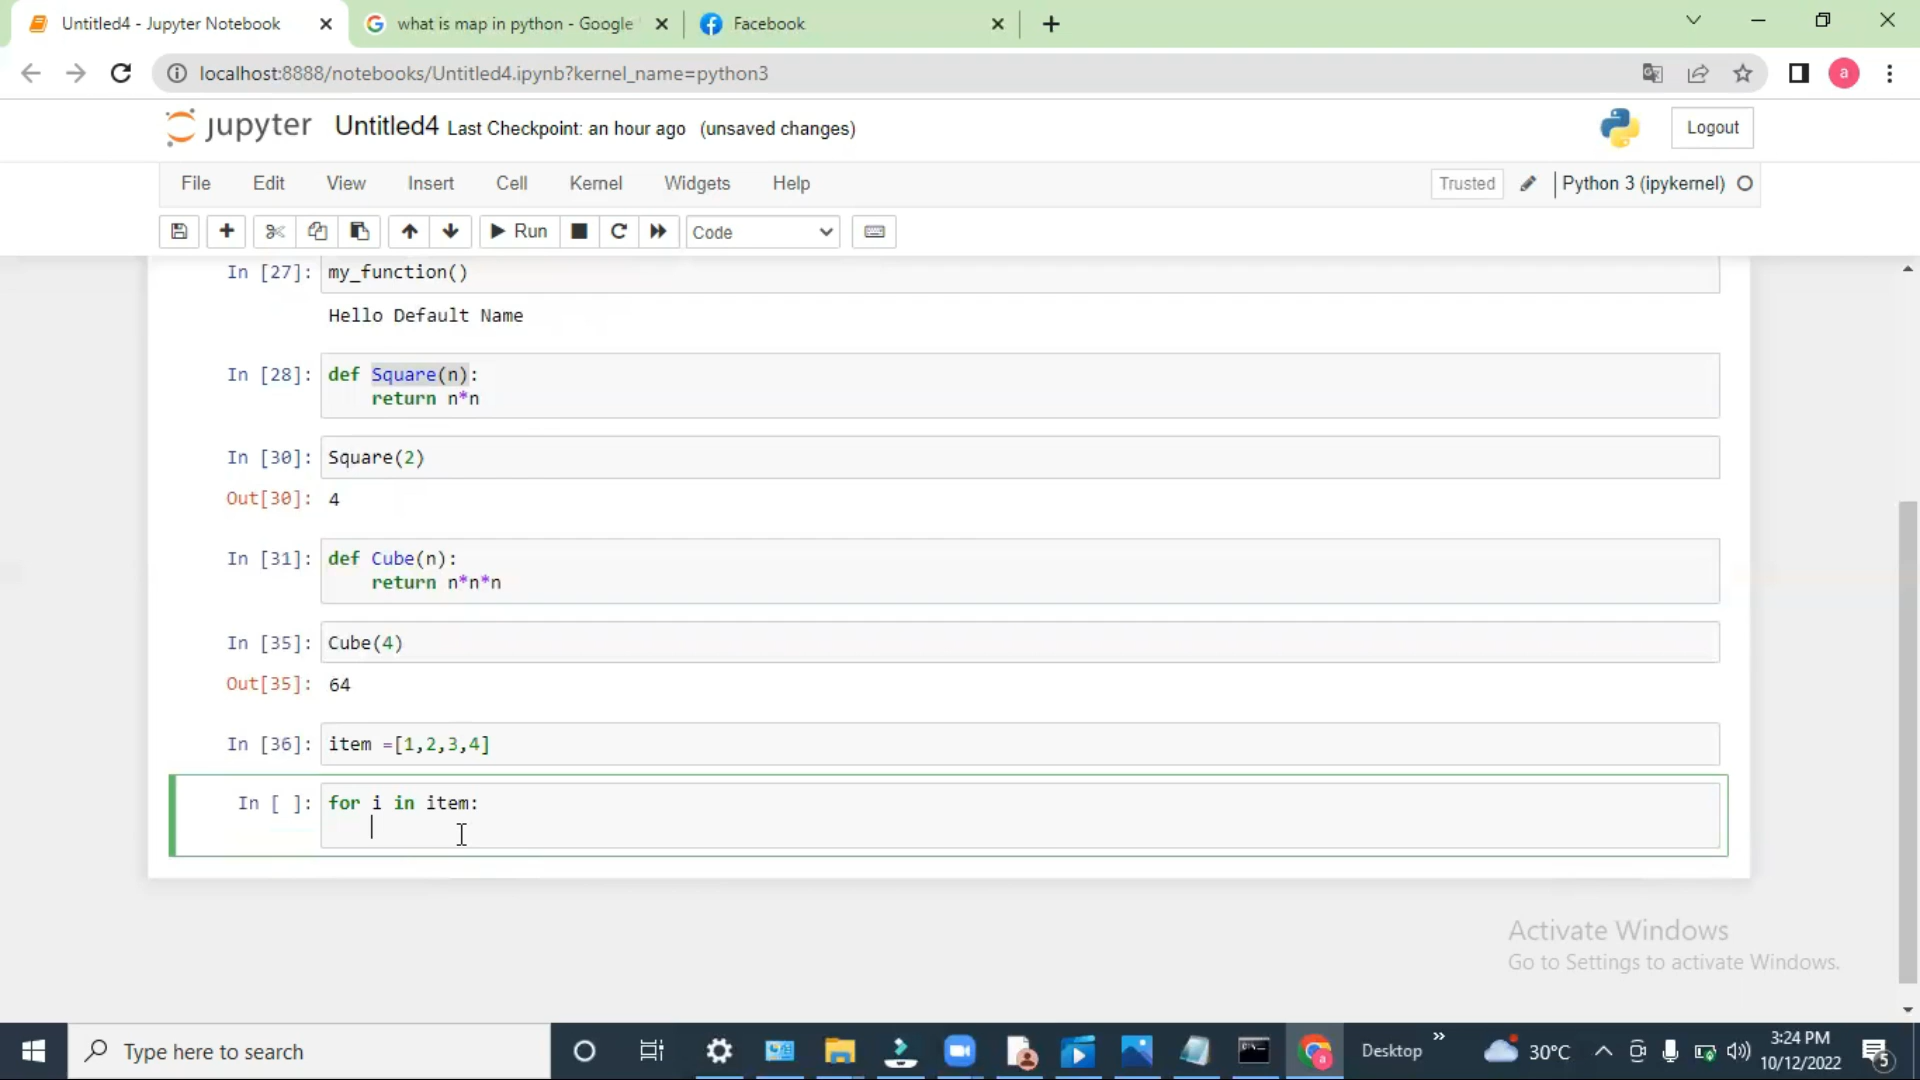 Untitled4 - Jupyter Notebook
what is map in python - Google
Facebook
localhost:8888/notebooks/Untitled4.ipynb?kernel_name=python3
a
jupyter Untitled4 Last Checkpoint: an hour ago (unsaved changes)
Logout
File Edit View Insert Cell Kernel Widgets Help
Trusted
Python 3 (ipykernel)
Run
Code
In [27]: my_function()
Hello Default Name
In [28]: def Square(n):
return n*n
In [30]: Square(2)
Out[30]: 4
In [31]: def Cube(n):
return n*n*n
In [35]: Cube(4)
Out[35]: 64
In [36]: item =[1,2,3,4]
In [ ]: for i in item:
Activate Windows
Go to Settings to activate Windows.
Type here to search
a
Desktop
30°C
3:24 PM
10/12/2022
5